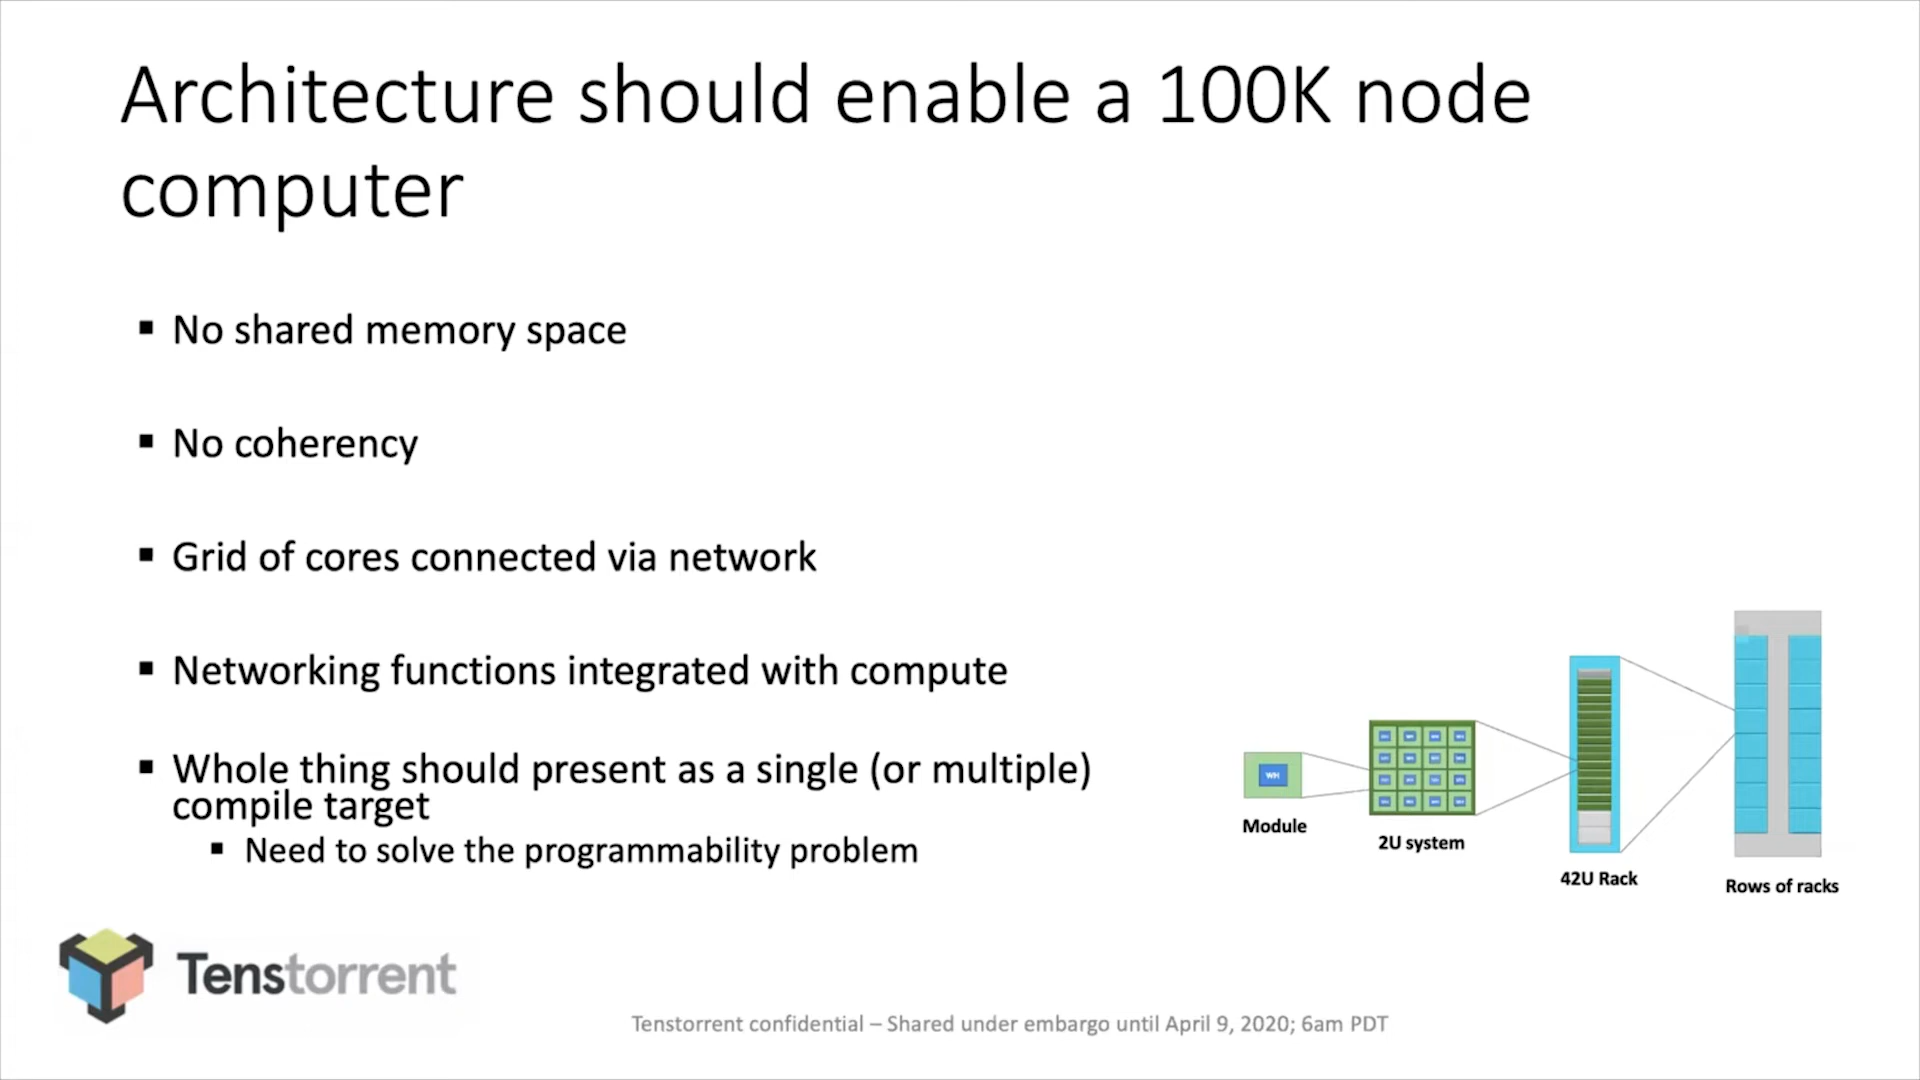 Architecture should enable a 100K node
computer
▪ No shared memory space
▪ No coherency
▪ Grid of cores connected via network
▪ Networking functions integrated with compute
▪ Whole thing should present as a single (or multiple)
compile target
▪ Need to solve the programmability problem
WH
Module
2U system
42U Rack
Rows of racks
Tenstorrent
Tenstorrent confidential – Shared under embargo until April 9, 2020; 6am PDT